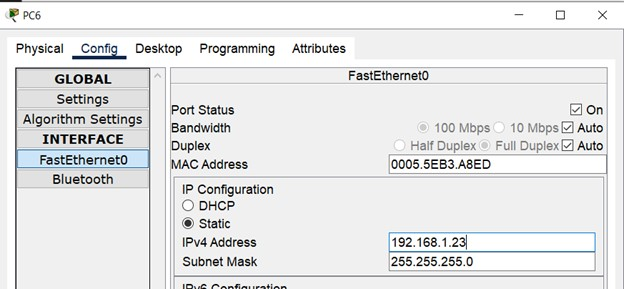 PC6
Physical Config Desktop Programming Attributes
GLOBAL
Settings
Algorithm Settings
INTERFACE
FastEthernet0
Bluetooth
FastEthernet0
Port Status On
Bandwidth 100 Mbps 10 Mbps Auto
Duplex Half Duplex Full Duplex Auto
MAC Address 0005.5EB3.A8ED
IP Configuration
DHCP
Static
IPv4 Address 192.168.1.23
Subnet Mask 255.255.255.0
IPv6 Configuration